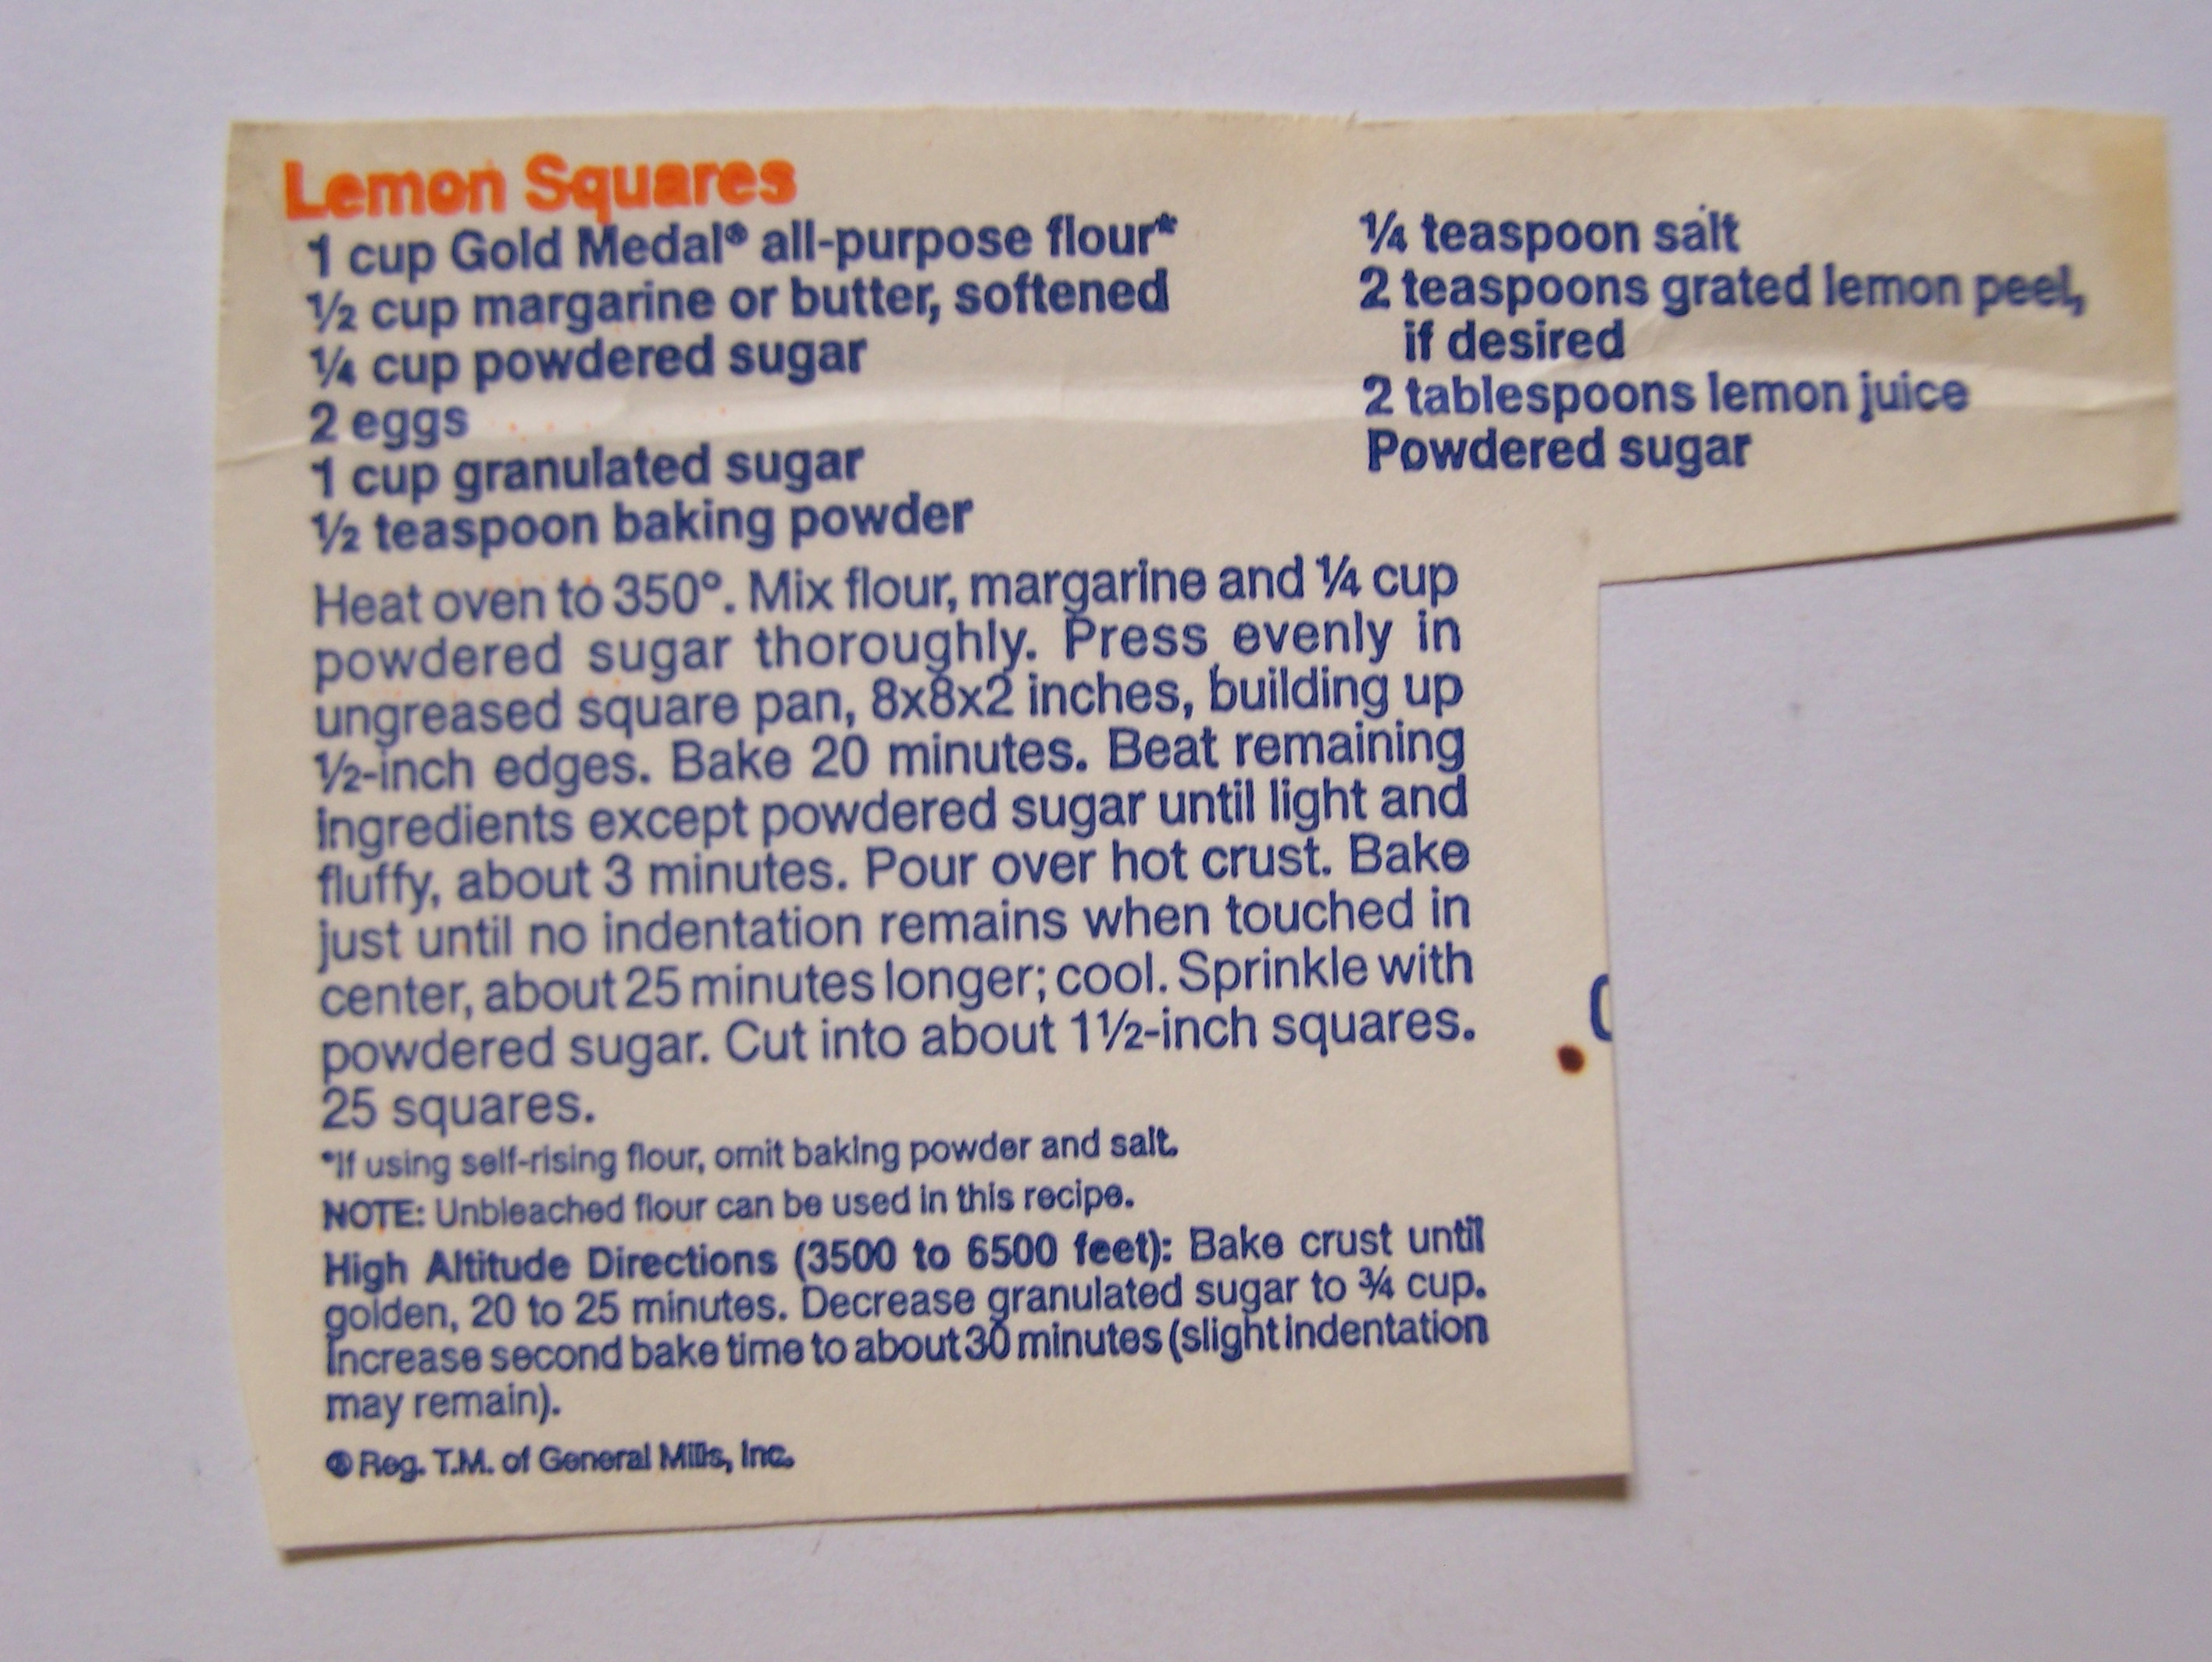 Lemon Squares
1 cup Gold Medal® all-purpose flour*
½ cup margarine or butter, softened
¼ cup powdered sugar
2 eggs
1 cup granulated sugar
½ teaspoon baking powder
¼ teaspoon salt
2 teaspoons grated lemon peel,
if desired
2 tablespoons lemon juice
Powdered sugar
Heat oven to 350°. Mix flour, margarine and ¼ cup
powdered sugar thoroughly. Press evenly in
ungreased square pan, 8x8x2 inches, building up
½-inch edges. Bake 20 minutes. Beat remaining
ingredients except powdered sugar until light and
fluffy, about 3 minutes. Pour over hot crust. Bake
just until no indentation remains when touched in
center, about 25 minutes longer; cool. Sprinkle with
powdered sugar. Cut into about 1½-inch squares.
25 squares.
*If using self-rising flour, omit baking powder and salt.
NOTE: Unbleached flour can be used in this recipe.
High Altitude Directions (3500 to 6500 feet): Bake crust until
golden, 20 to 25 minutes. Decrease granulated sugar to ¾ cup.
Increase second bake time to about 30 minutes (slight indentation
may remain).
® Reg. T.M. of General Mills, Inc.